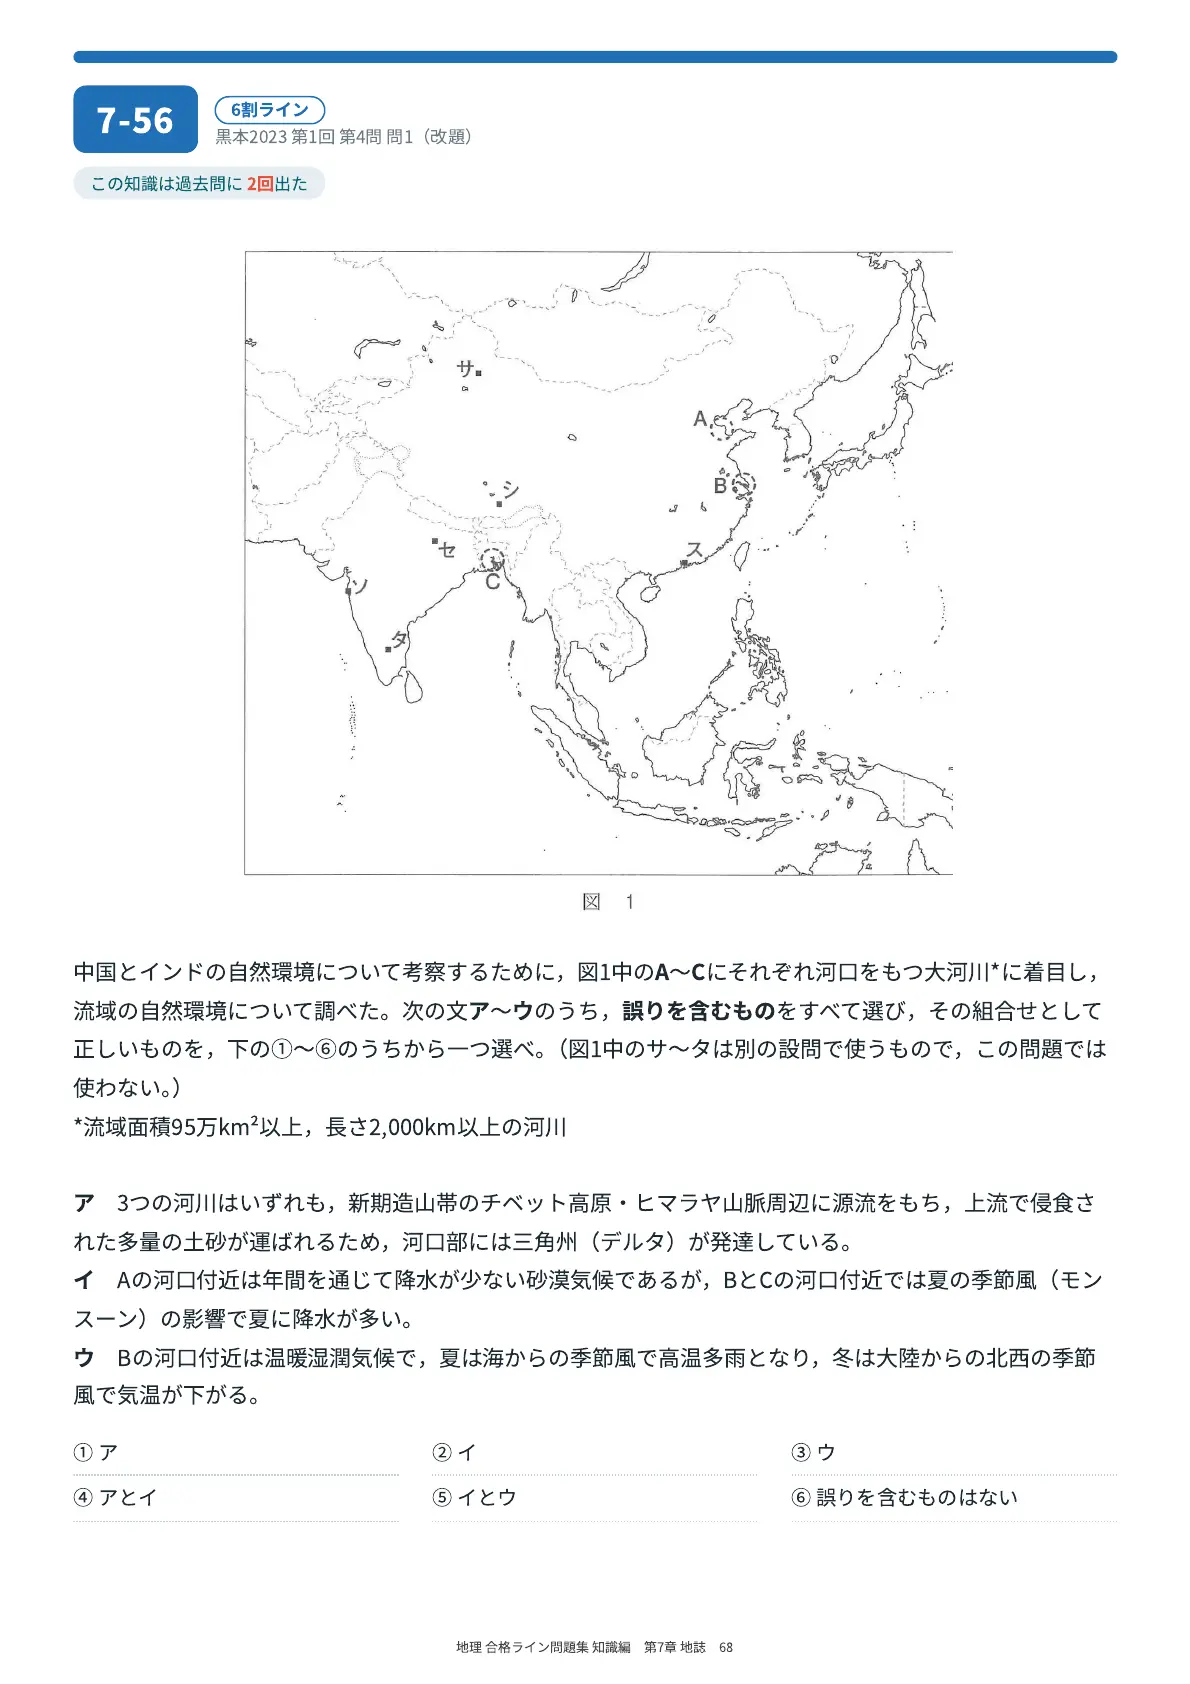 7-56
6割ライン
黒本2023 第1回 第4問 問1（改題）
この知識は過去問に 2回出た
サ
A
B
シ
セ
C
ス
ソ
タ
図 1
中国とインドの自然環境について考察するために，図1中のA～Cにそれぞれ河口をもつ大河川*に着目し，
流域の自然環境について調べた。次の文ア～ウのうち，誤りを含むものをすべて選び，その組合せとして
正しいものを，下の①～⑥のうちから一つ選べ。（図1中のサ～タは別の設問で使うもので，この問題では
使わない。）
*流域面積95万km²以上，長さ2,000km以上の河川
ア 3つの河川はいずれも，新期造山帯のチベット高原・ヒマラヤ山脈周辺に源流をもち，上流で侵食さ
れた多量の土砂が運ばれるため，河口部には三角州（デルタ）が発達している。
イ Aの河口付近は年間を通じて降水が少ない砂漠気候であるが，BとCの河口付近では夏の季節風（モン
スーン）の影響で夏に降水が多い。
ウ Bの河口付近は温暖湿潤気候で，夏は海からの季節風で高温多雨となり，冬は大陸からの北西の季節
風で気温が下がる。
① ア
② イ
③ ウ
④ アとイ
⑤ イとウ
⑥ 誤りを含むものはない
地理 合格ライン問題集 知識編 第7章 地誌 68